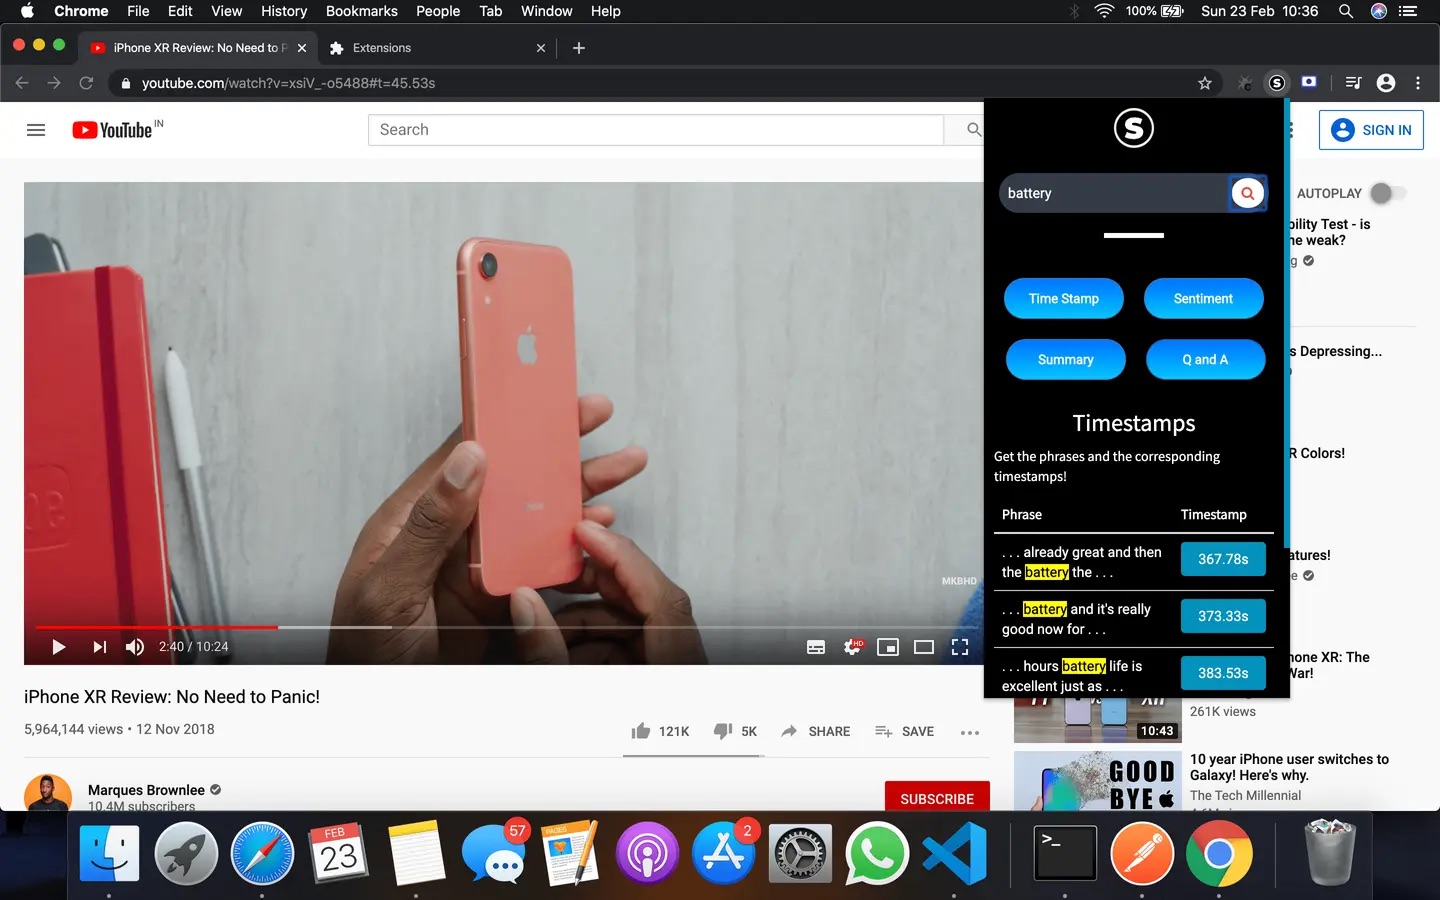 Chrome File Edit View History Bookmarks People Tab Window Help 100% Sun 23 Feb 10:36
iPhone XR Review: No Need to P
Extensions
youtube.com/watch?v=xsiV_-o5488#t=45.53s
YouTube IN
Search
SIGN IN
S
battery
Time Stamp
Sentiment
Summary
Q and A
Timestamps
Get the phrases and the corresponding
timestamps!
Phrase Timestamp
. . . already great and then
the battery the . . .
367.78s
. . . battery and it's really
good now for . . .
373.33s
. . . hours battery life is
excellent just as . . .
383.53s
MKBHD
2:40 / 10:24
HD
iPhone XR Review: No Need to Panic!
5,964,144 views • 12 Nov 2018
121K 5K SHARE SAVE
Marques Brownlee
10.4M subscribers
SUBSCRIBE
AUTOPLAY
bility Test - is
ne weak?
g
s Depressing...
R Colors!
atures!
e
hone XR: The
War!
261K views
10:43
10 year iPhone user switches to
Galaxy! Here's why.
The Tech Millennial
GOOD
BYE
FEB
23
57
PAGES
2
>_